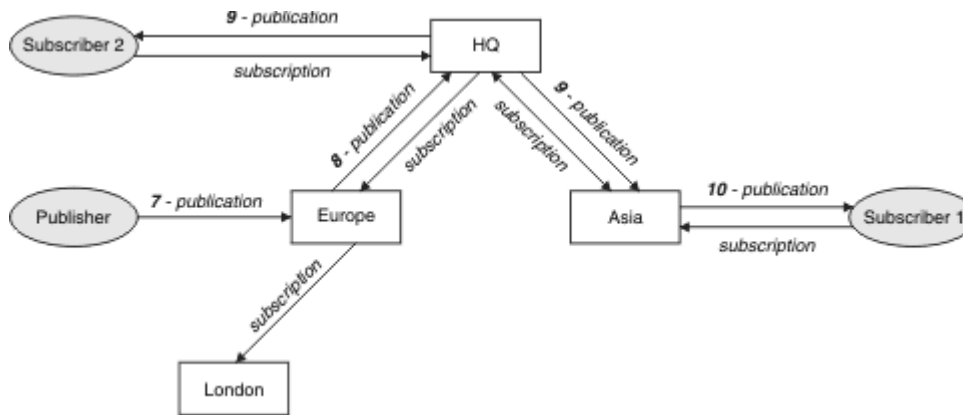 9 - publication
Subscriber 2
HQ
subscription
9 - publication
8 - publication
subscription
subscription
7 - publication
10 - publication
Publisher
Europe
Asia
Subscriber 1
subscription
subscription
London